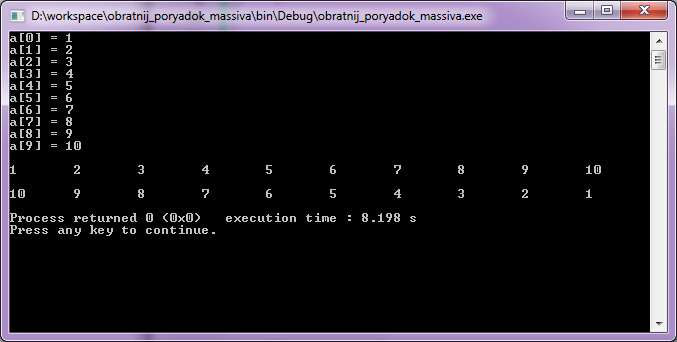 D:\workspace\obratnij_poryadok_massiva\bin\Debug\obratnij_poryadok_massiva.exe
a[0] = 1
a[1] = 2
a[2] = 3
a[3] = 4
a[4] = 5
a[5] = 6
a[6] = 7
a[7] = 8
a[8] = 9
a[9] = 10
1 2 3 4 5 6 7 8 9 10
10 9 8 7 6 5 4 3 2 1
Process returned 0 (0x0) execution time : 8.198 s
Press any key to continue.